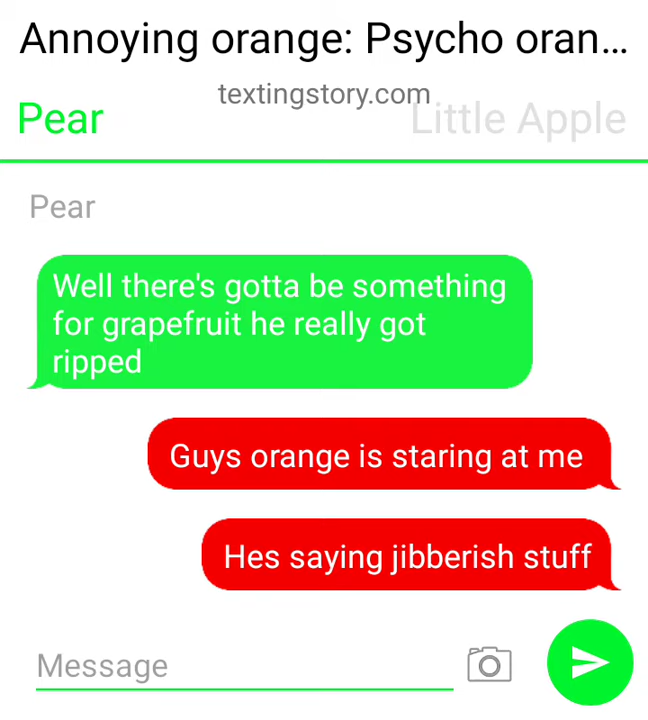 Annoying orange: Psycho oran...
textingstory.com
Pear
Little Apple
Pear
Well there's gotta be something
for grapefruit he really got
ripped
Guys orange is staring at me
Hes saying jibberish stuff
Message